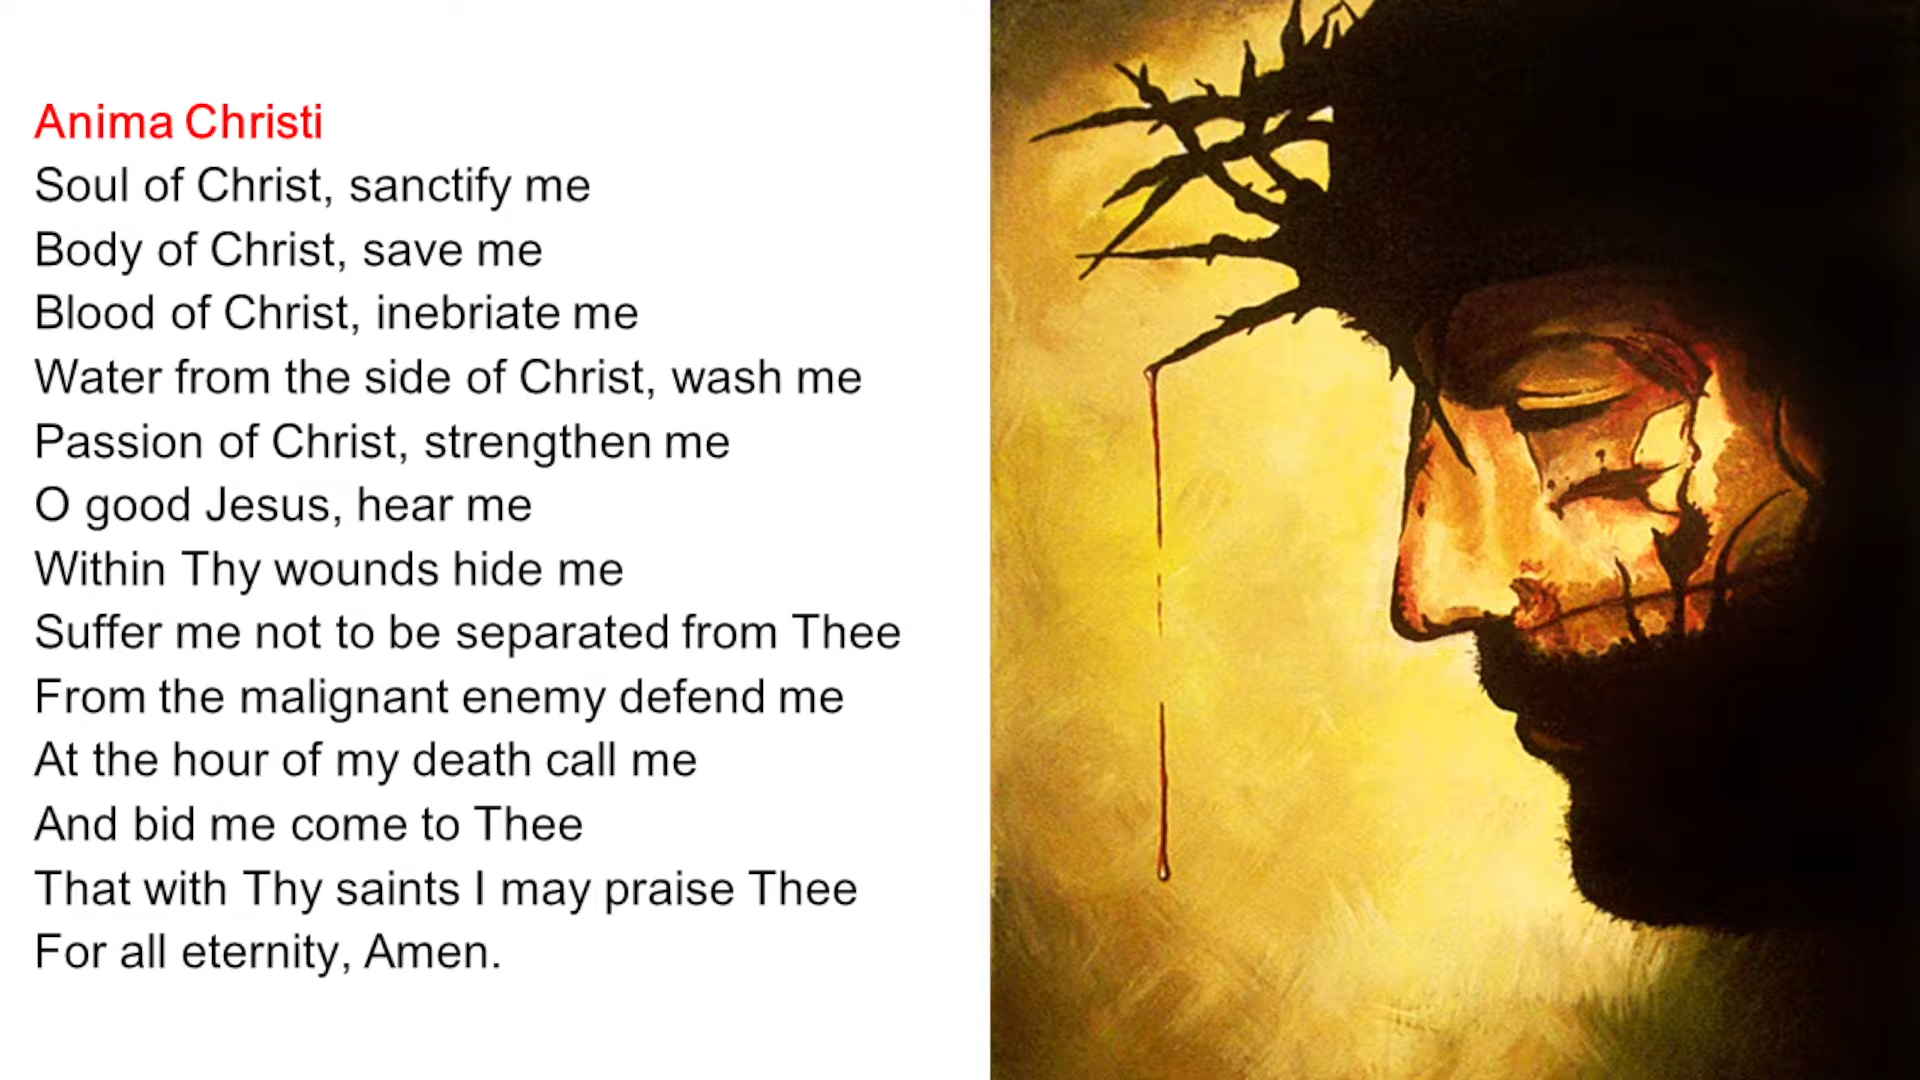 Anima Christi
Soul of Christ, sanctify me
Body of Christ, save me
Blood of Christ, inebriate me
Water from the side of Christ, wash me
Passion of Christ, strengthen me
O good Jesus, hear me
Within Thy wounds hide me
Suffer me not to be separated from Thee
From the malignant enemy defend me
At the hour of my death call me
And bid me come to Thee
That with Thy saints I may praise Thee
For all eternity, Amen.